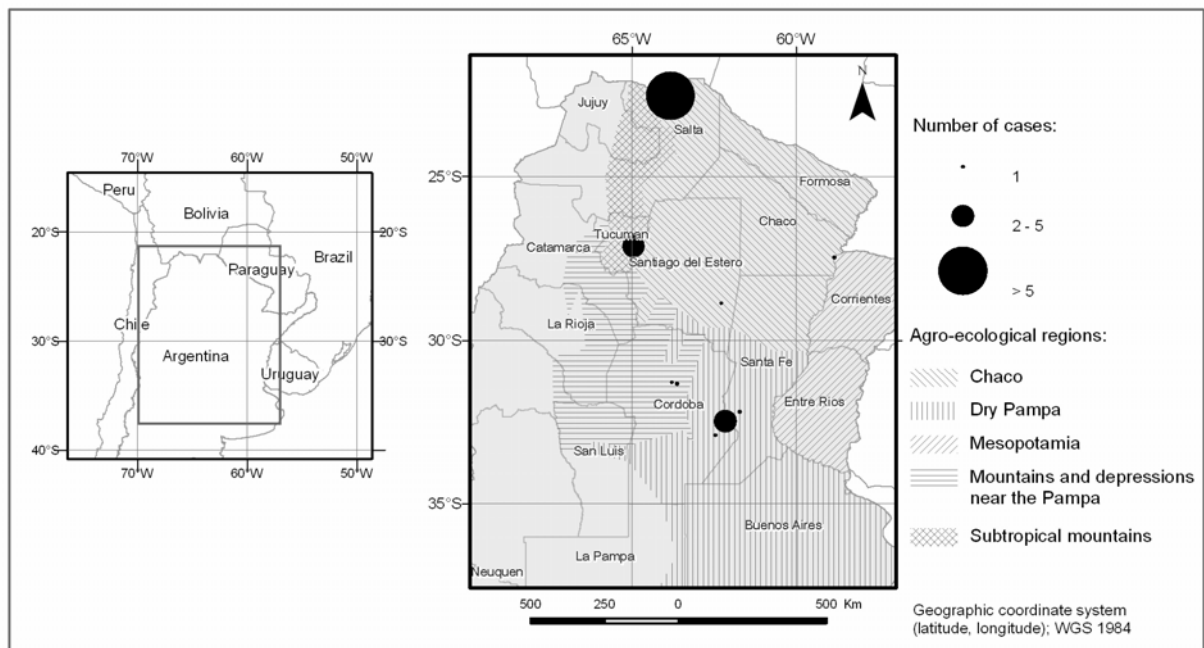 70°W 60°W 50°W
Peru
Bolivia
20°S 20°S
Brazil
Paraguay
Chile
30°S 30°S
Argentina
Uruguay
40°S 40°S
70°W 60°W 50°W
65°W 60°W
N
Jujuy
Salta
25°S
Formosa
Chaco
Tucuman
Catamarca
Santiago del Estero
Corrientes
La Rioja
30°S
Santa Fe
Cordoba
Entre Rios
San Luis
35°S
Buenos Aires
La Pampa
Neuquen
500 250 0 500 Km
Number of cases:
1
2 - 5
> 5
Agro-ecological regions:
Chaco
Dry Pampa
Mesopotamia
Mountains and depressions
near the Pampa
Subtropical mountains
Geographic coordinate system
(latitude, longitude); WGS 1984